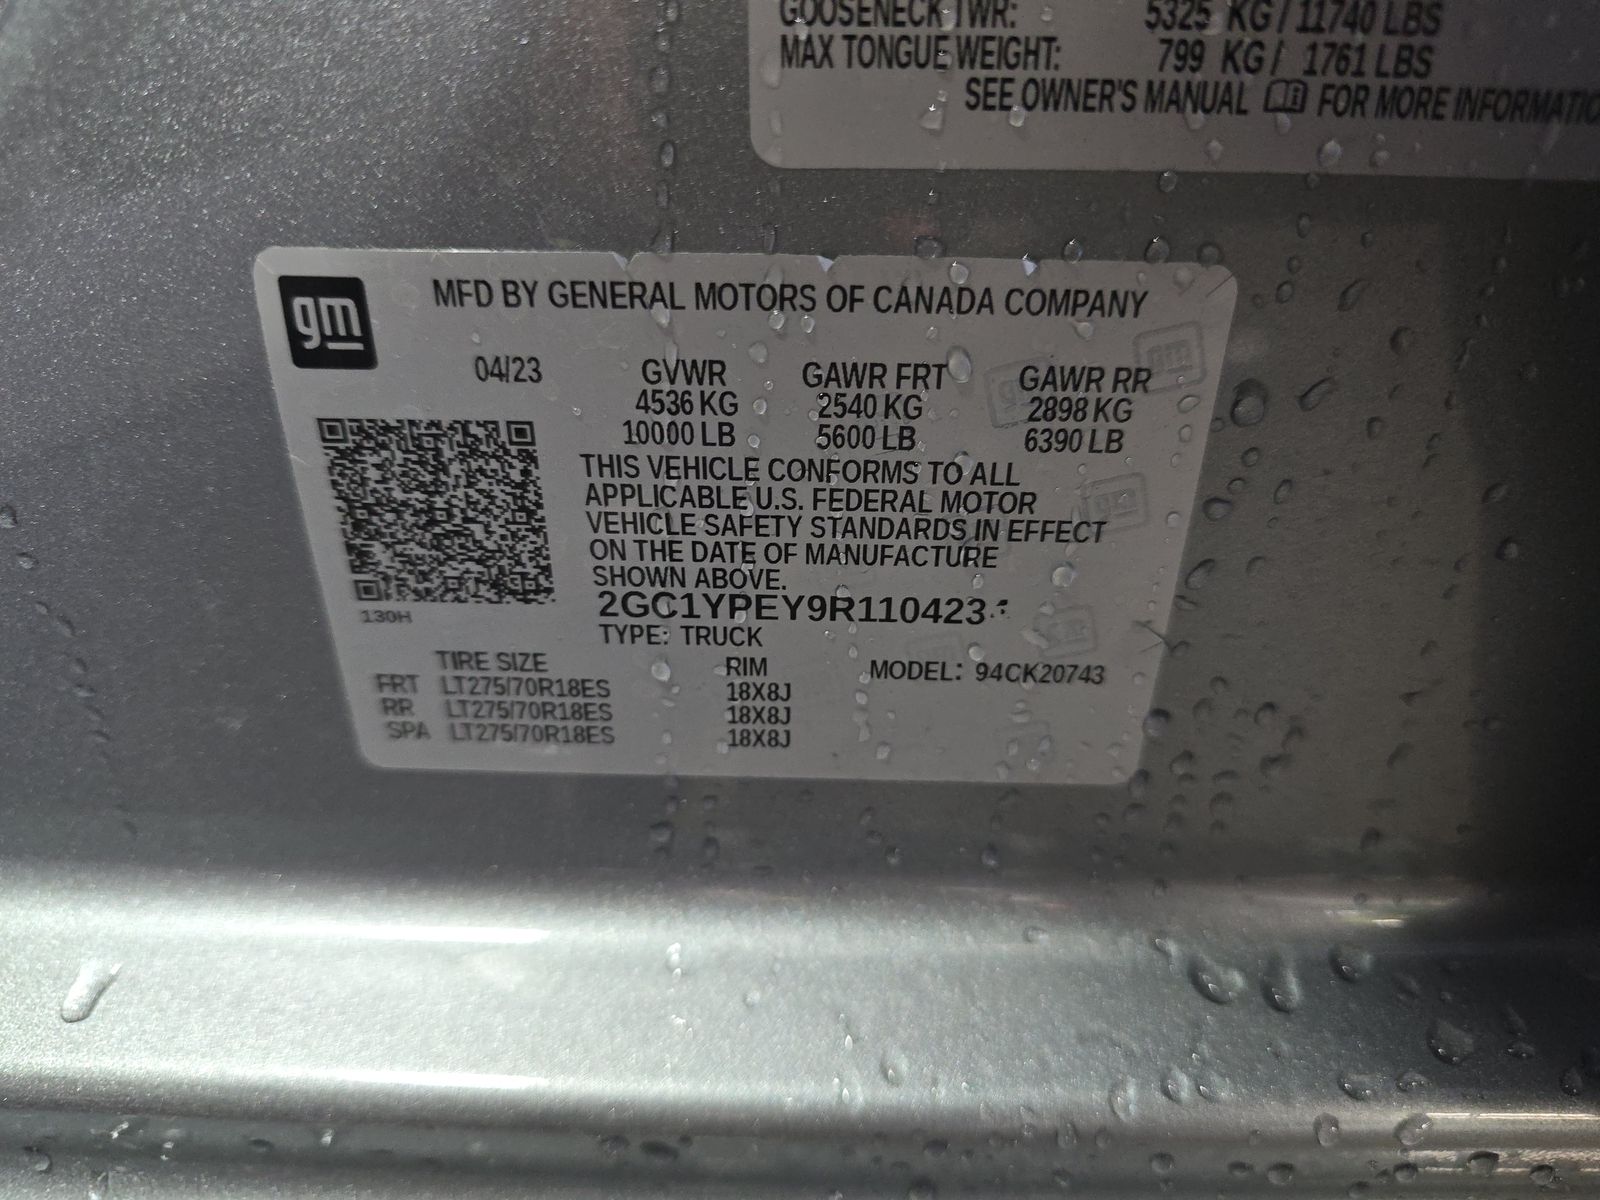 GOOSENECK TWR: 5325 KG / 11740 LBS
MAX TONGUE WEIGHT: 799 KG / 1761 LBS
SEE OWNER'S MANUAL FOR MORE INFORMATIO
gm
MFD BY GENERAL MOTORS OF CANADA COMPANY
04/23 GVWR GAWR FRT GAWR RR
4536 KG 2540 KG 2898 KG
10000 LB 5600 LB 6390 LB
THIS VEHICLE CONFORMS TO ALL
APPLICABLE U.S. FEDERAL MOTOR
VEHICLE SAFETY STANDARDS IN EFFECT
ON THE DATE OF MANUFACTURE
SHOWN ABOVE.
130H
2GC1YPEY9R110423
TYPE: TRUCK
TIRE SIZE RIM MODEL: 94CK20743
FRT LT275/70R18ES 18X8J
RR LT275/70R18ES 18X8J
SPA LT275/70R18ES 18X8J